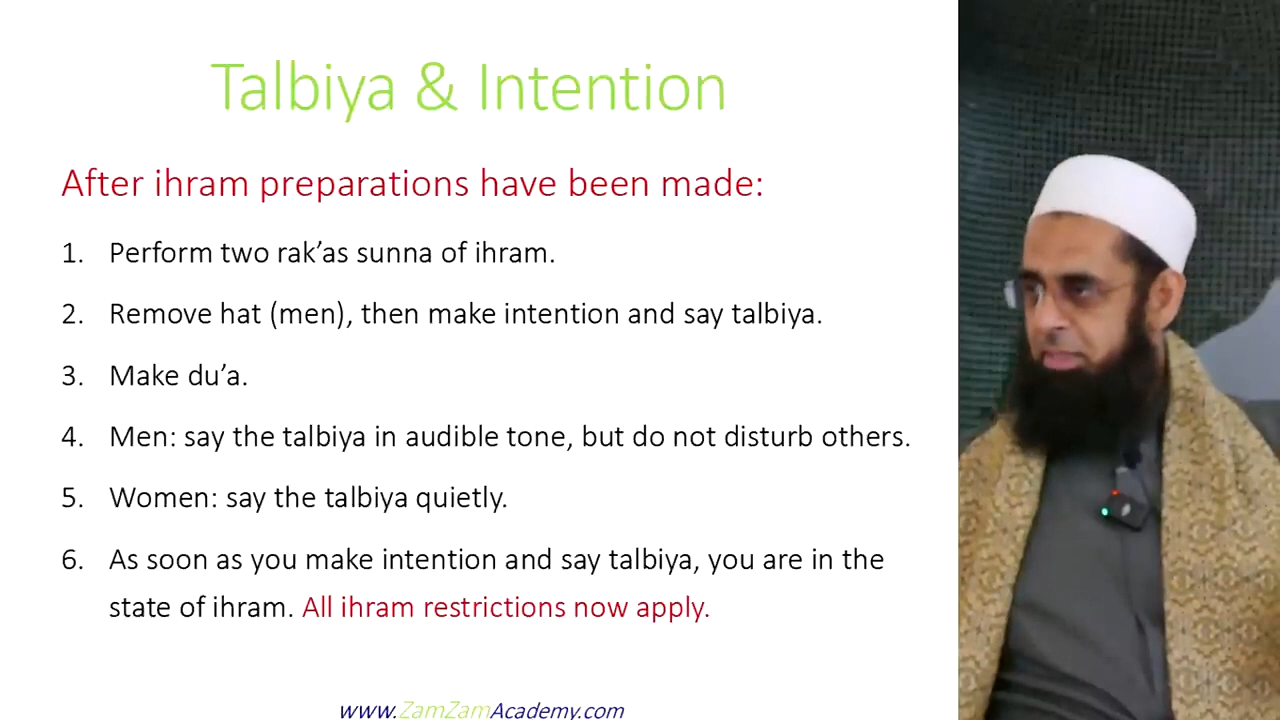 Talbiya & Intention
After ihram preparations have been made:
1. Perform two rak’as sunna of ihram.
2. Remove hat (men), then make intention and say talbiya.
3. Make du’a.
4. Men: say the talbiya in audible tone, but do not disturb others.
5. Women: say the talbiya quietly.
6. As soon as you make intention and say talbiya, you are in the
state of ihram. All ihram restrictions now apply.
www.ZamZamAcademy.com